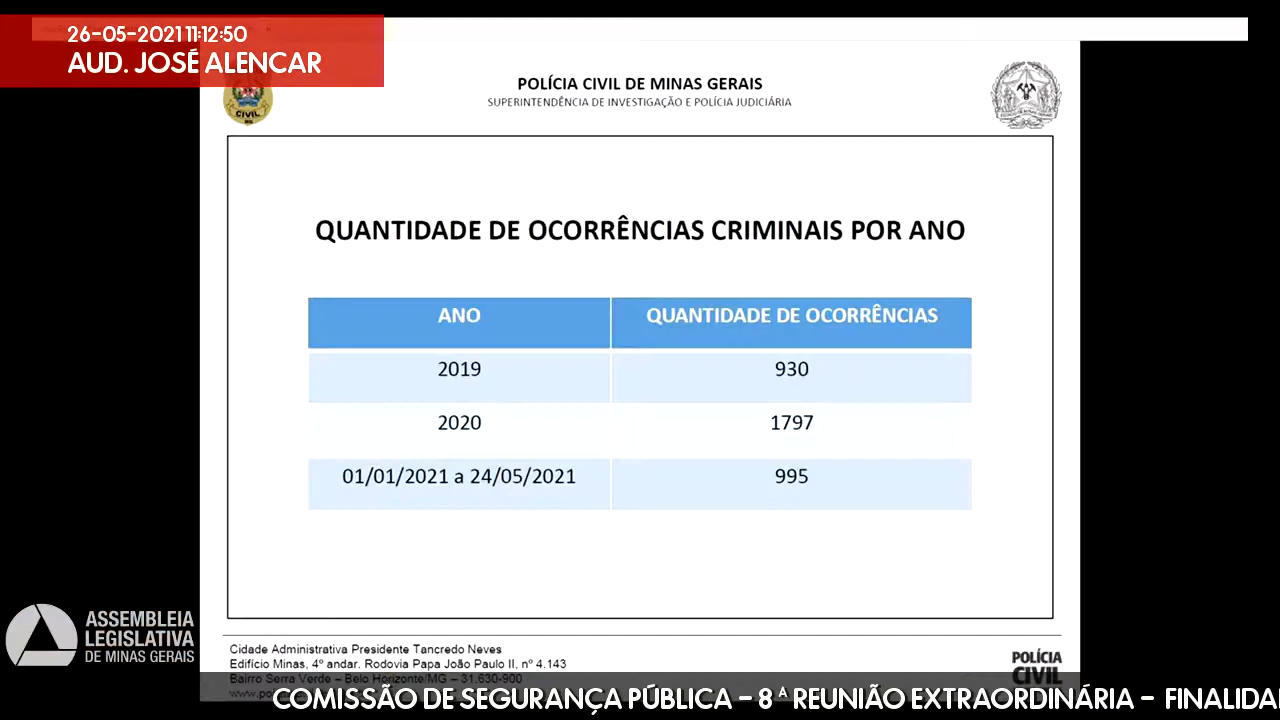 26-05-2021 11:12:50
AUD. JOSÉ ALENCAR
CIVIL
POLÍCIA CIVIL DE MINAS GERAIS
SUPERINTENDÊNCIA DE INVESTIGAÇÃO E POLÍCIA JUDICIÁRIA
QUANTIDADE DE OCORRÊNCIAS CRIMINAIS POR ANO
ANO QUANTIDADE DE OCORRÊNCIAS
2019 930
2020 1797
01/01/2021 a 24/05/2021 995
ASSEMBLEIA
LEGISLATIVA
DE MINAS GERAIS
Cidade Administrativa Presidente Tancredo Neves
Edifício Minas, 4º andar. Rodovia Papa João Paulo II, nº 4.143
Bairro Serra Verde – Belo Horizonte/MG – 31.630-900
POLÍCIA
CIVIL
COMISSÃO DE SEGURANÇA PÚBLICA - 8 ª REUNIÃO EXTRAORDINÁRIA - FINALIDA